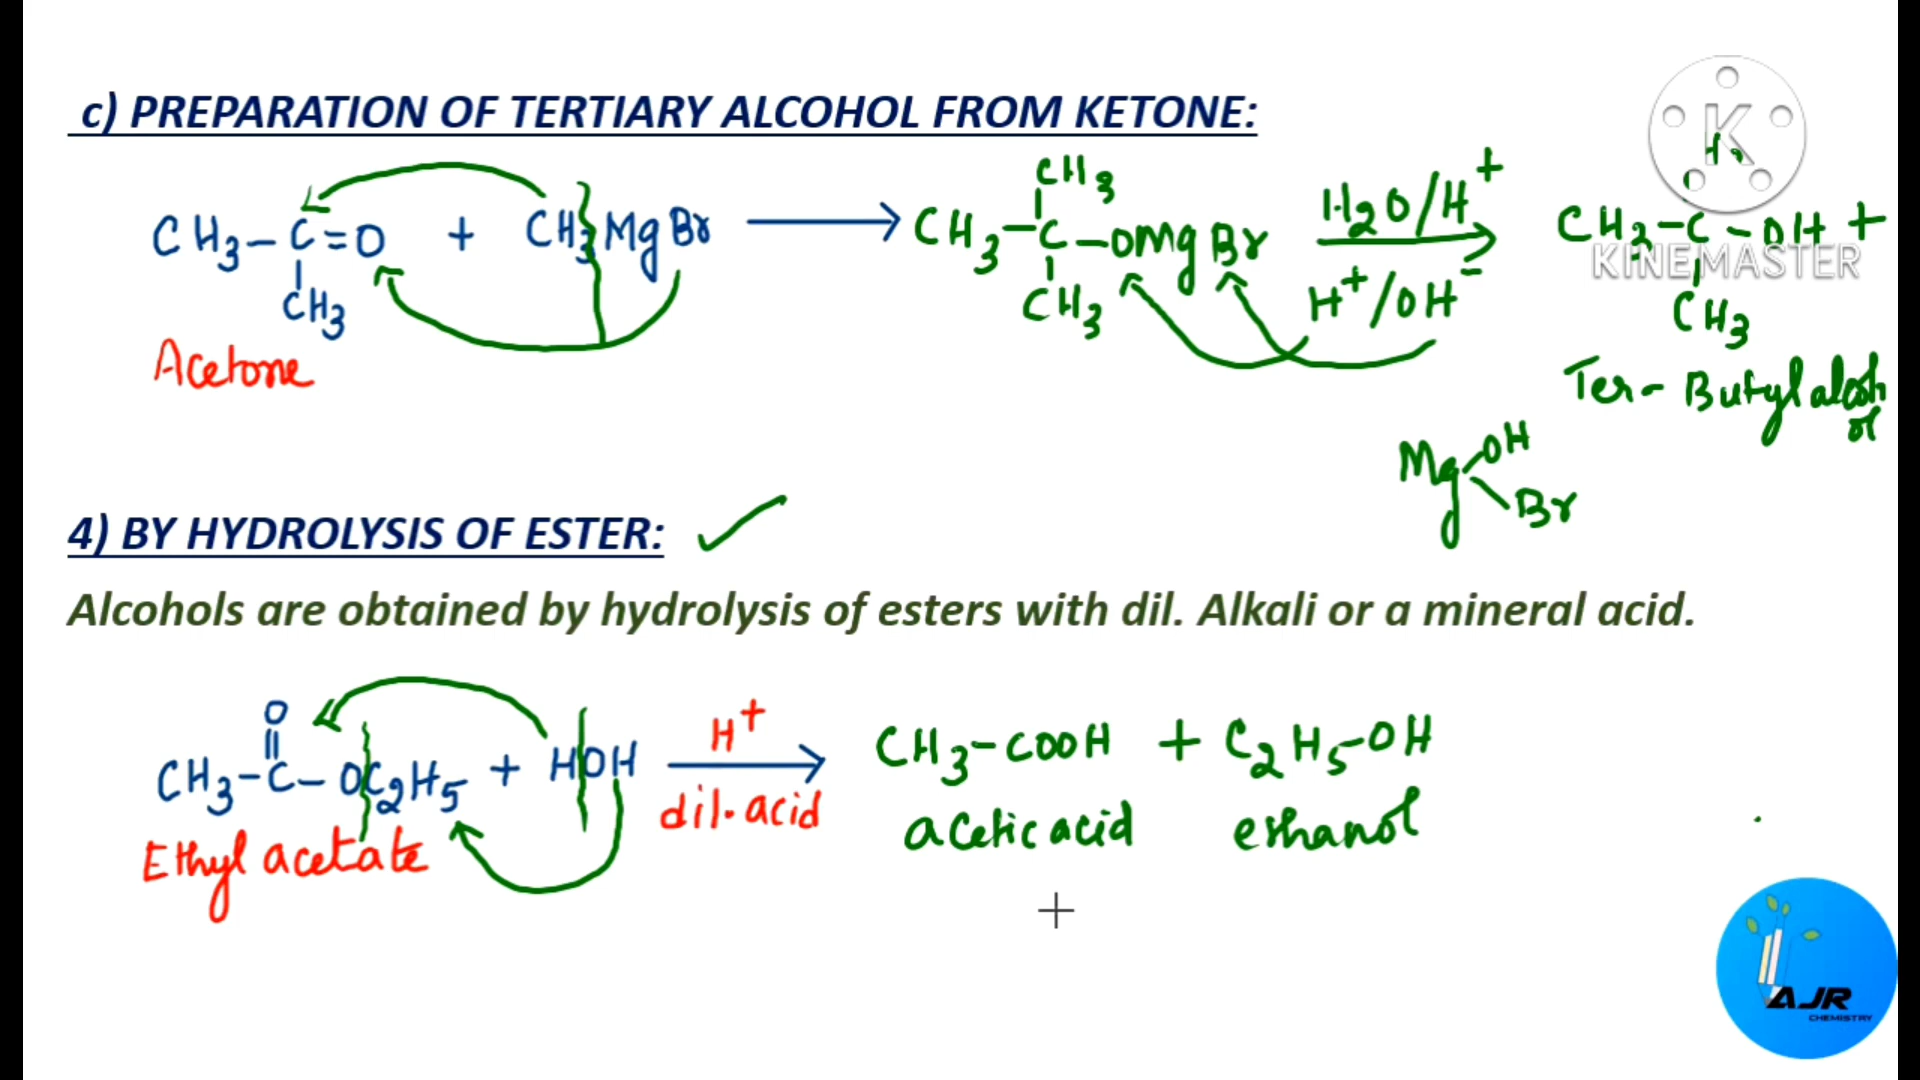 c) PREPARATION OF TERTIARY ALCOHOL FROM KETONE:
CH3
CH3-C=O + CH3MgBr → CH3-C-OMgBr H2O/H+ → CH3-C-OH +
CH3 CH3 H+/OH- CH3
Acetone
Ter-Butylalcohol
Mg OH
Br
K
KINEMASTER
4) BY HYDROLYSIS OF ESTER:
Alcohols are obtained by hydrolysis of esters with dil. Alkali or a mineral acid.
O
CH3-C-OC2H5 + HOH H+ → CH3-COOH + C2H5-OH
dil. acid
Ethyl acetate acetic acid ethanol
AJR
CHEMISTRY